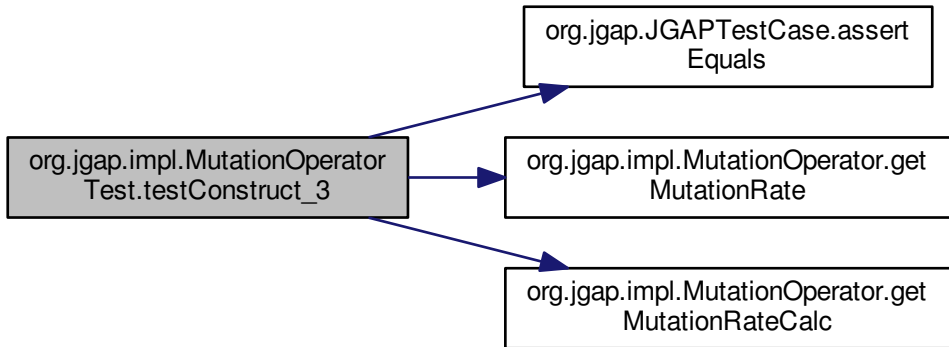 org.jgap.JGAPTestCase.assert
Equals
org.jgap.impl.MutationOperator
Test.testConstruct_3
org.jgap.impl.MutationOperator.get
MutationRate
org.jgap.impl.MutationOperator.get
MutationRateCalc